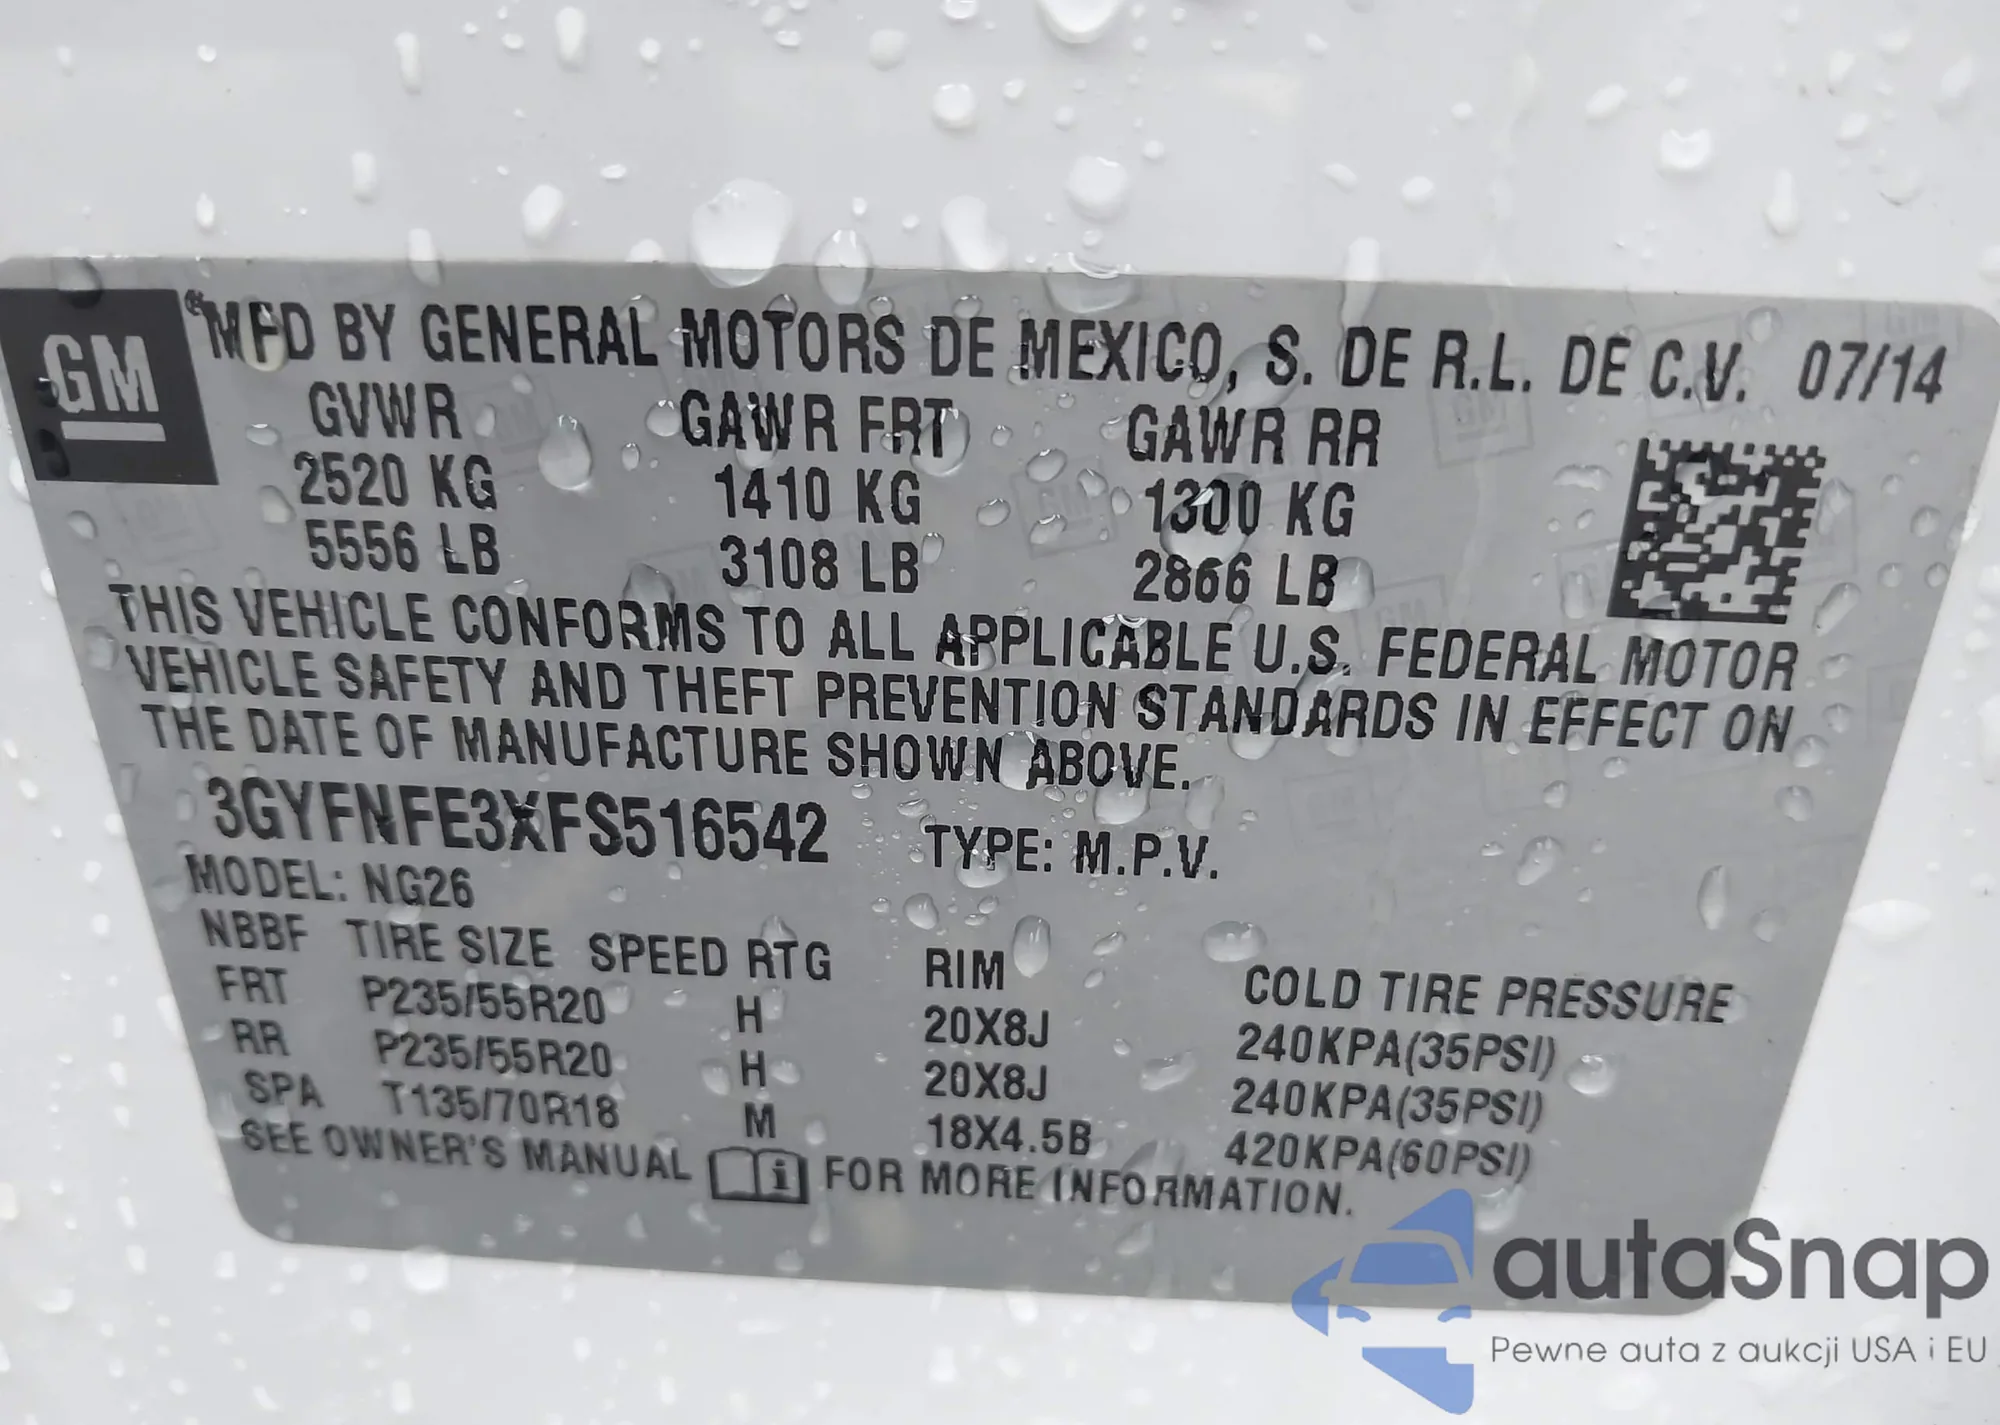 GM
® MFD BY GENERAL MOTORS DE MEXICO, S. DE R.L. DE C.V. 07/14
GVWR GAWR FRT GAWR RR
2520 KG 1410 KG 1300 KG
5556 LB 3108 LB 2866 LB
THIS VEHICLE CONFORMS TO ALL APPLICABLE U.S. FEDERAL MOTOR
VEHICLE SAFETY AND THEFT PREVENTION STANDARDS IN EFFECT ON
THE DATE OF MANUFACTURE SHOWN ABOVE.
3GYFNFE3XFS516542 TYPE: M.P.V.
MODEL: NG26
NBBF TIRE SIZE SPEED RTG RIM COLD TIRE PRESSURE
FRT P235/55R20 H 20X8J 240KPA(35PSI)
RR P235/55R20 H 20X8J 240KPA(35PSI)
SPA T135/70R18 M 18X4.5B 420KPA(60PSI)
SEE OWNER'S MANUAL i FOR MORE INFORMATION.
autaSnap
Pewne auta z aukcji USA i EU